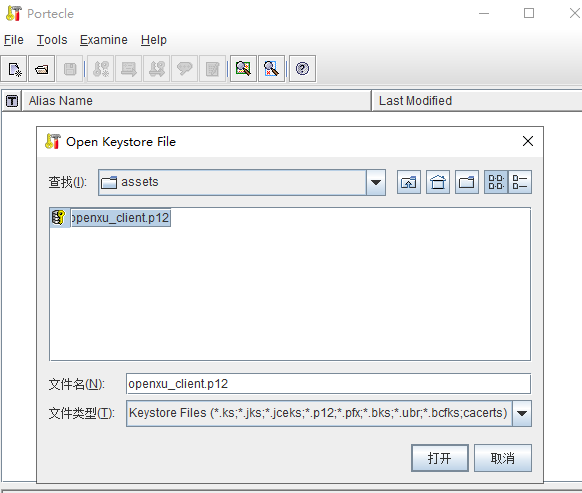 Portecle
File Tools Examine Help
Alias Name Last Modified
Open Keystore File
查找(I): assets
openxu_client.p12
文件名(N): openxu_client.p12
文件类型(T): Keystore Files (*.ks;*.jks;*.jceks;*.p12;*.pfx;*.bks;*.ubr;*.bcfks;cacerts)
打开 取消